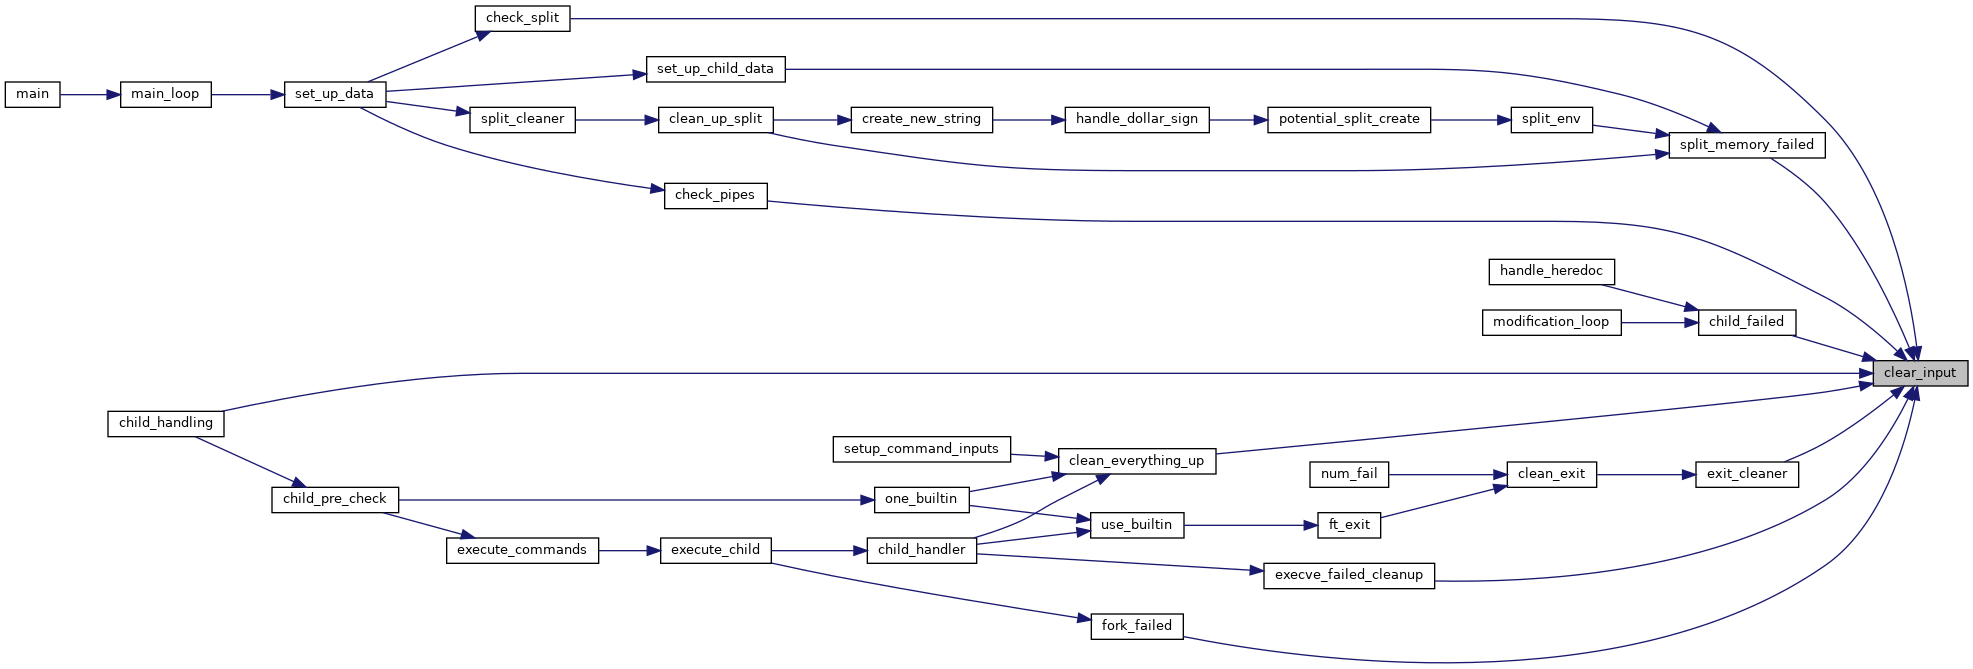 check_split
set_up_child_data
main
main_loop
set_up_data
split_cleaner
clean_up_split
create_new_string
handle_dollar_sign
potential_split_create
split_env
split_memory_failed
check_pipes
handle_heredoc
modification_loop
child_failed
clear_input
child_handling
setup_command_inputs
clean_everything_up
num_fail
clean_exit
exit_cleaner
child_pre_check
one_builtin
use_builtin
ft_exit
execute_commands
execute_child
child_handler
execve_failed_cleanup
fork_failed